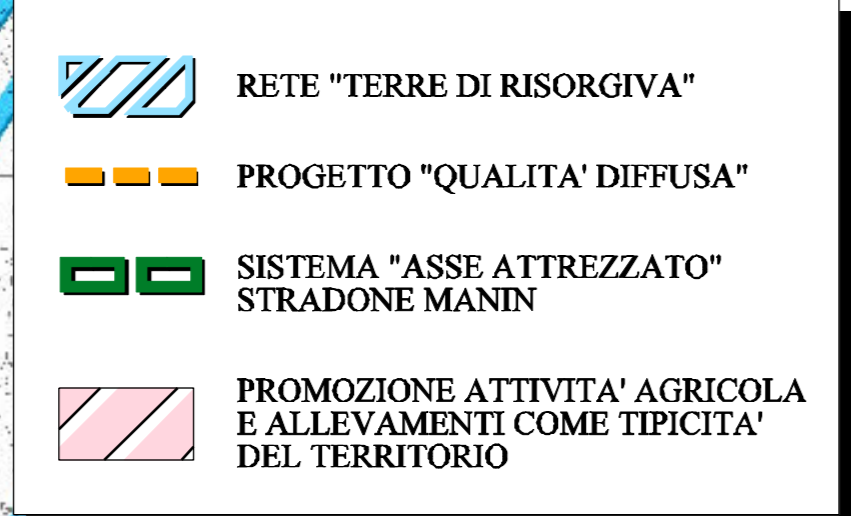 RETE "TERRE DI RISORGIVA"
PROGETTO "QUALITA' DIFFUSA"
SISTEMA "ASSE ATTREZZATO"
STRADONE MANIN
PROMOZIONE ATTIVITA' AGRICOLA
E ALLEVAMENTI COME TIPICITA'
DEL TERRITORIO